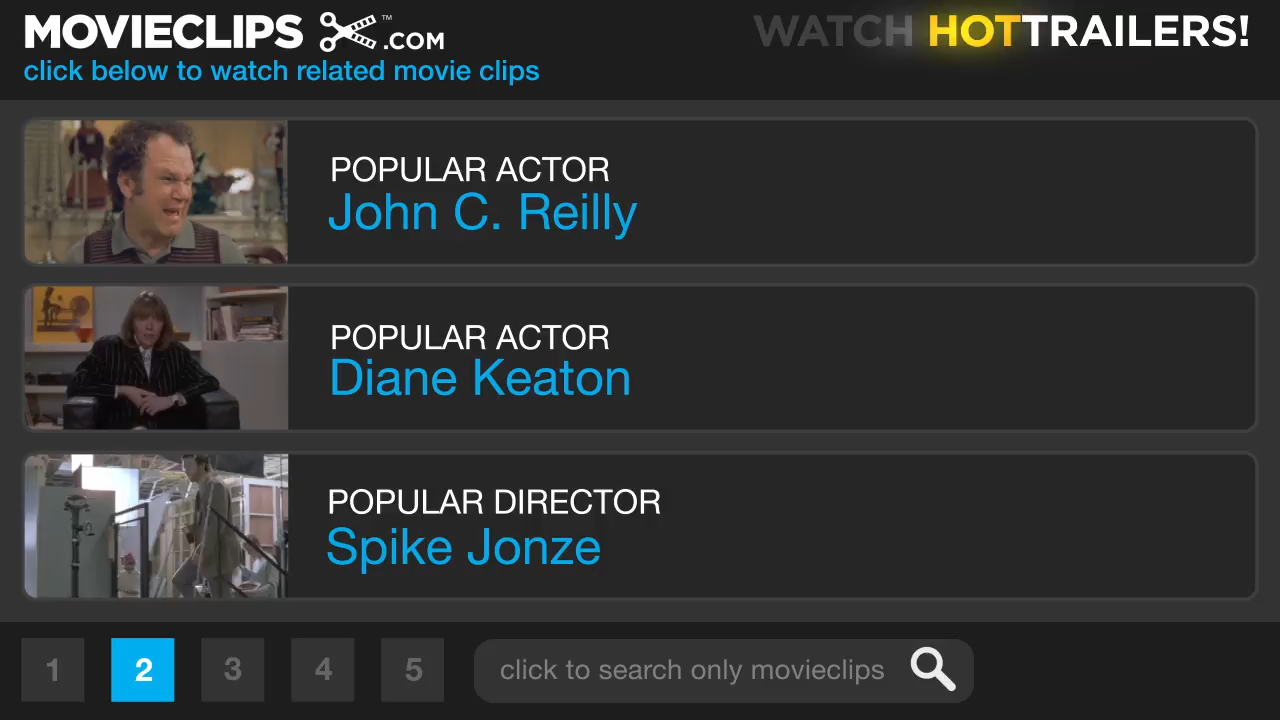 MOVIECLIPS ™ .COM
WATCH HOTTRAILERS!
click below to watch related movie clips
POPULAR ACTOR
John C. Reilly
POPULAR ACTOR
Diane Keaton
POPULAR DIRECTOR
Spike Jonze
1 2 3 4 5
click to search only movieclips